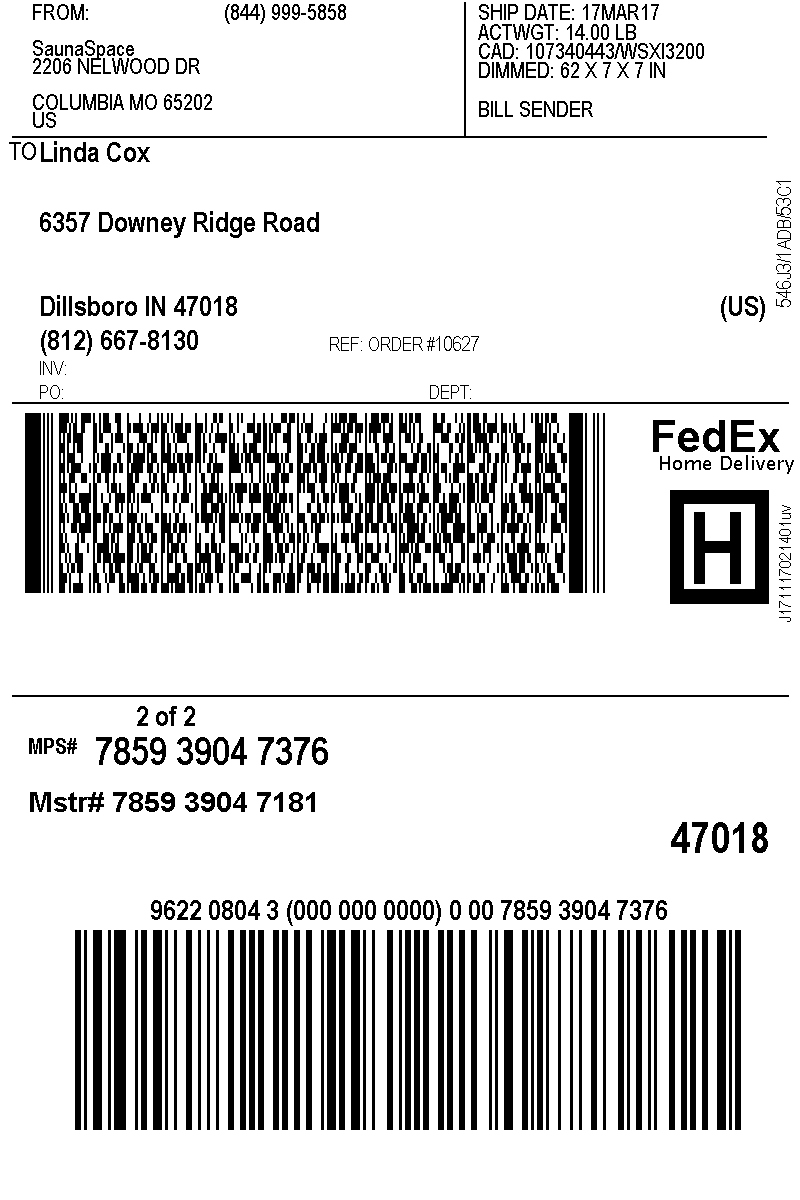 FROM: (844) 999-5858
SaunaSpace
2206 NELWOOD DR
COLUMBIA MO 65202
US
SHIP DATE: 17MAR17
ACTWGT: 14.00 LB
CAD: 107340443/WSXI3200
DIMMED: 62 X 7 X 7 IN
BILL SENDER
TO Linda Cox
6357 Downey Ridge Road
Dillsboro IN 47018 (US)
(812) 667-8130 REF: ORDER #10627
INV:
PO: DEPT:
546J3/1ADB/53C1
FedEx
Home Delivery
H
J171117021401uv
2 of 2
MPS# 7859 3904 7376
Mstr# 7859 3904 7181
47018
9622 0804 3 (000 000 0000) 0 00 7859 3904 7376